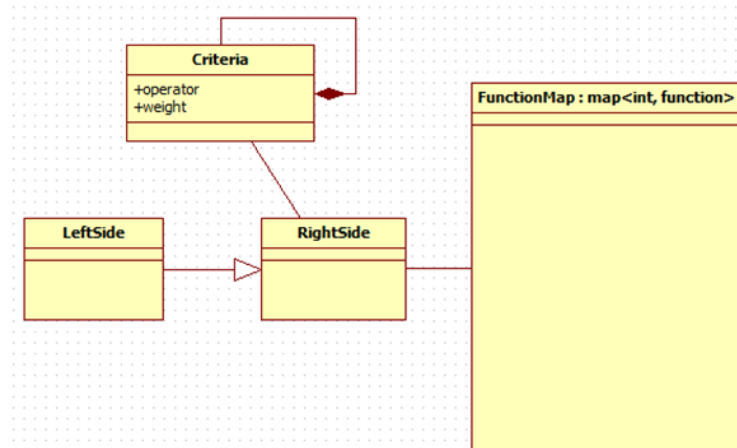 Criteria
+operator
+weight
FunctionMap : map<int, function>
LeftSide
RightSide